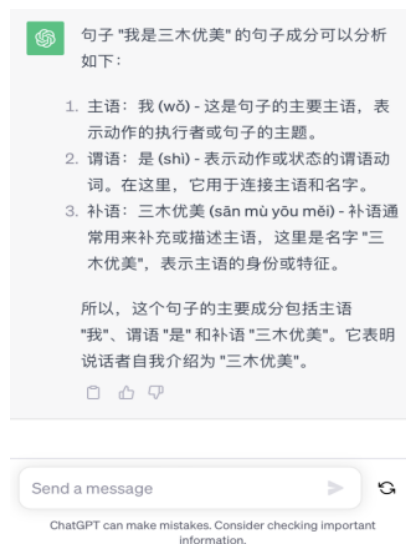 句子 "我是三木优美" 的句子成分可以分析
如下：
1. 主语：我 (wǒ) - 这是句子的主要主语，表
示动作的执行者或句子的主题。
2. 谓语：是 (shì) - 表示动作或状态的谓语动
词。在这里，它用于连接主语和名字。
3. 补语：三木优美 (sān mù yōu měi) - 补语通
常用来补充或描述主语，这里是名字 "三
木优美"，表示主语的身份或特征。
所以，这个句子的主要成分包括主语
"我"、谓语 "是" 和补语 "三木优美"。它表明
说话者自我介绍为 "三木优美"。
Send a message
ChatGPT can make mistakes. Consider checking important
information.